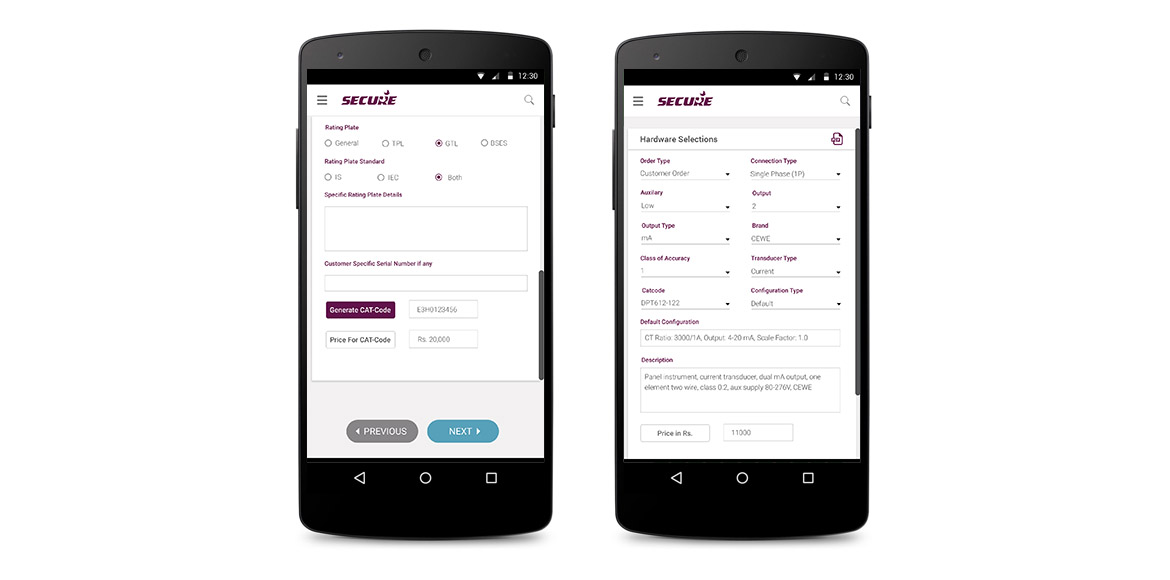 12:30
SECURE
Rating Plate
General TPL GTL BSES
Rating Plate Standard
IS IEC Both
Specific Rating Plate Details
Customer Specific Serial Number If any
Generate CAT-Code E3H0123456
Price For CAT-Code Rs. 20,000
PREVIOUS NEXT
12:30
SECURE
Hardware Selections
Order Type Connection Type
Customer Order Single Phase (1P)
Auxilary Output
Low 2
Output Type Brand
mA CEWE
Class of Accuracy Transducer Type
1 Current
Catcode Configuration Type
DPT612-122 Default
Default Configuration
CT Ratio: 3000/1A, Output: 4-20 mA, Scale Factor: 1.0
Description
Panel instrument, current transducer, dual mA output, one
element two wire, class 0.2, aux supply 80-276V, CEWE
Price in Rs. 11000